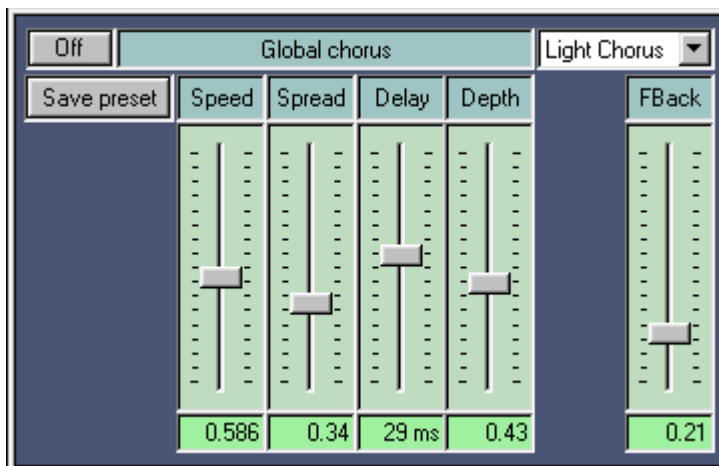 Off Global chorus Light Chorus
Save preset Speed Spread Delay Depth FBack
0.586 0.34 29 ms 0.43 0.21